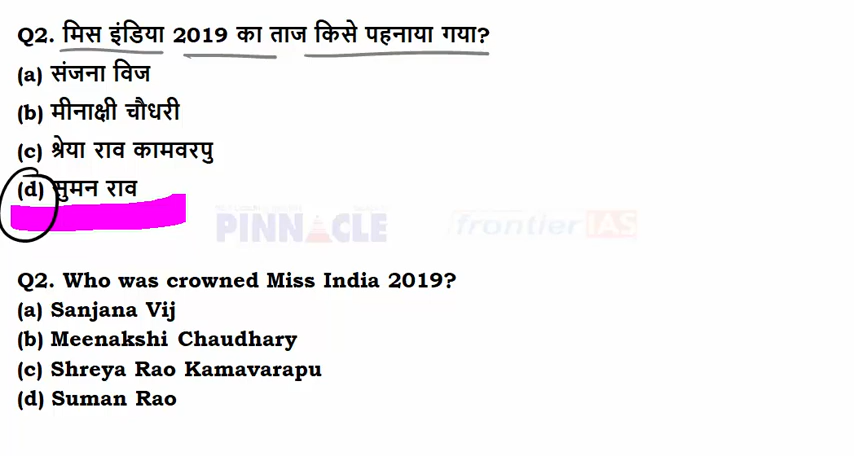 Q2. मिस इंडिया 2019 का ताज किसे पहनाया गया?
(a) संजना विज
(b) मीनाक्षी चौधरी
(c) श्रेया राव कामवरपु
(d) सुमन राव
PINNACLE
frontier IAS
Q2. Who was crowned Miss India 2019?
(a) Sanjana Vij
(b) Meenakshi Chaudhary
(c) Shreya Rao Kamavarapu
(d) Suman Rao